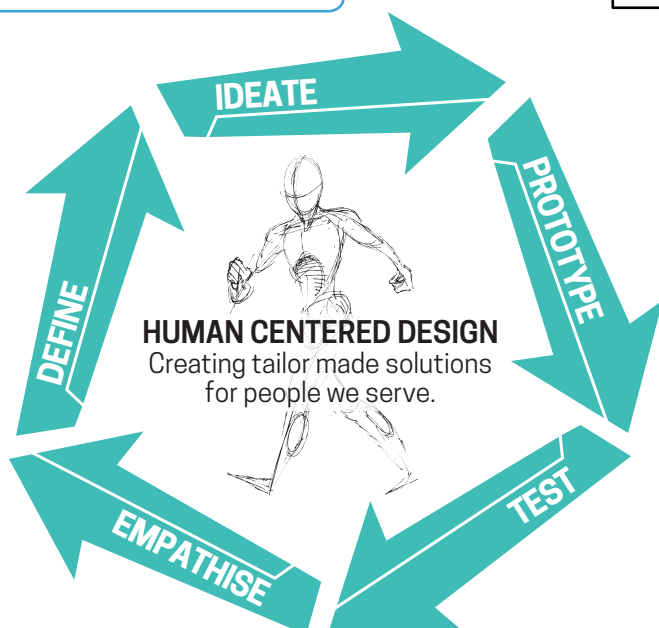 IDEATE
PROTOTYPE
DEFINE
HUMAN CENTERED DESIGN
Creating tailor made solutions
for people we serve.
TEST
EMPATHISE